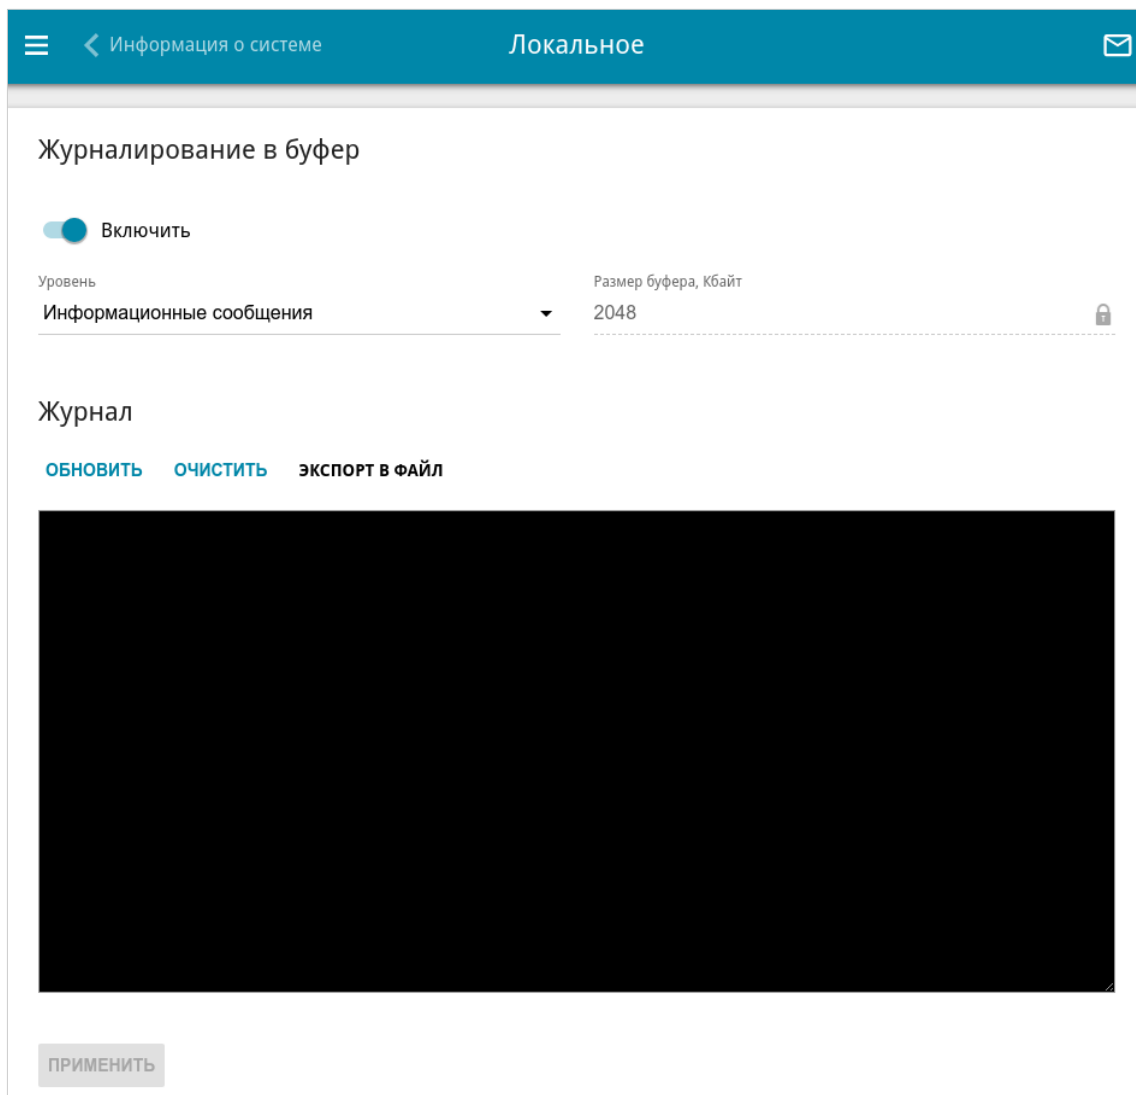 Информация о системе Локальное
Журналирование в буфер
Включить
Уровень Размер буфера, Кбайт
Информационные сообщения 2048
Журнал
ОБНОВИТЬ ОЧИСТИТЬ ЭКСПОРТ В ФАЙЛ
ПРИМЕНИТЬ